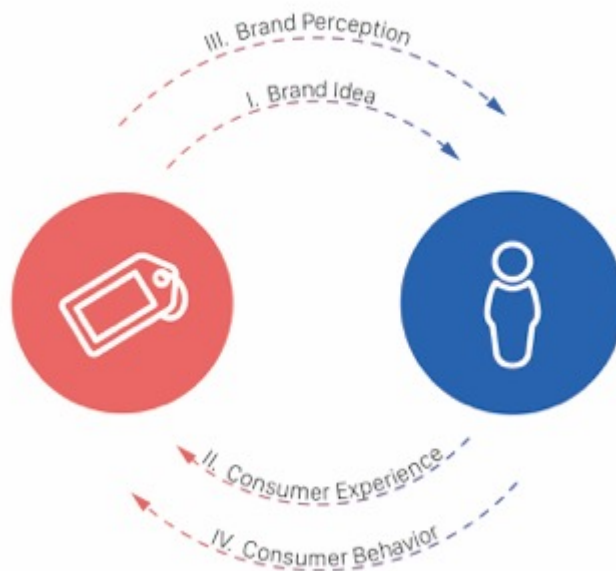 III. Brand Perception
I. Brand Idea
II. Consumer Experience
IV. Consumer Behavior